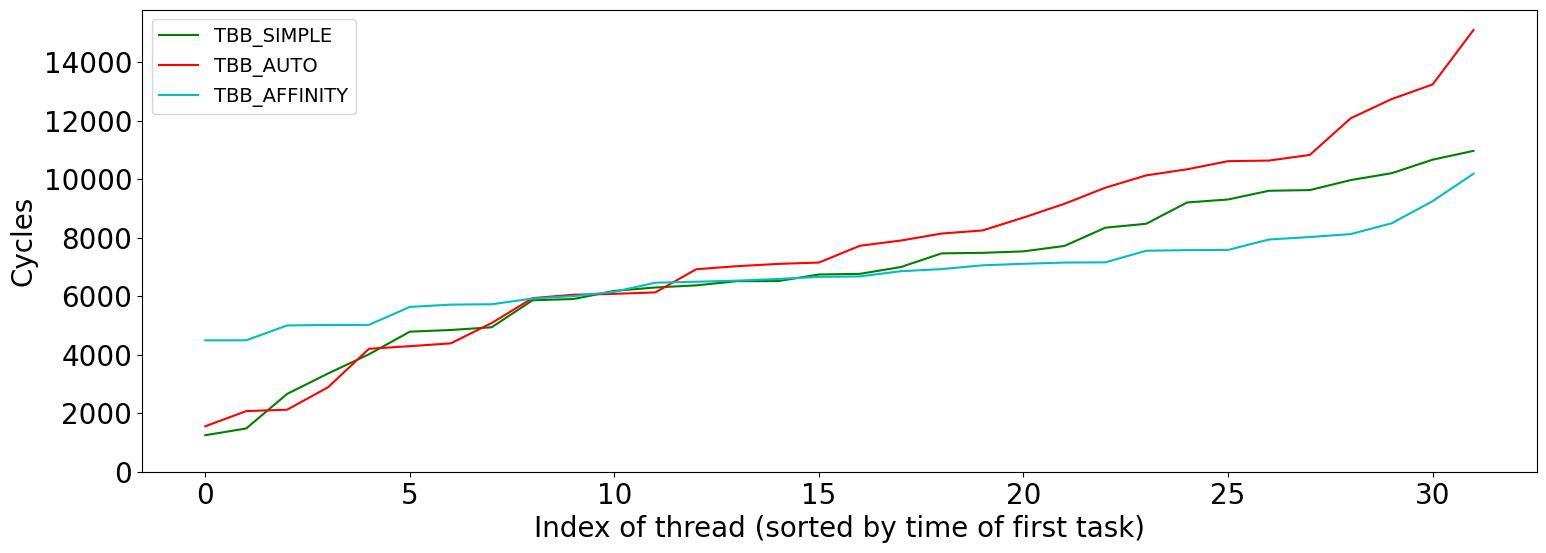 TBB_SIMPLE
TBB_AUTO
TBB_AFFINITY
14000
12000
10000
8000
6000
4000
2000
0
Cycles
0 5 10 15 20 25 30
Index of thread (sorted by time of first task)